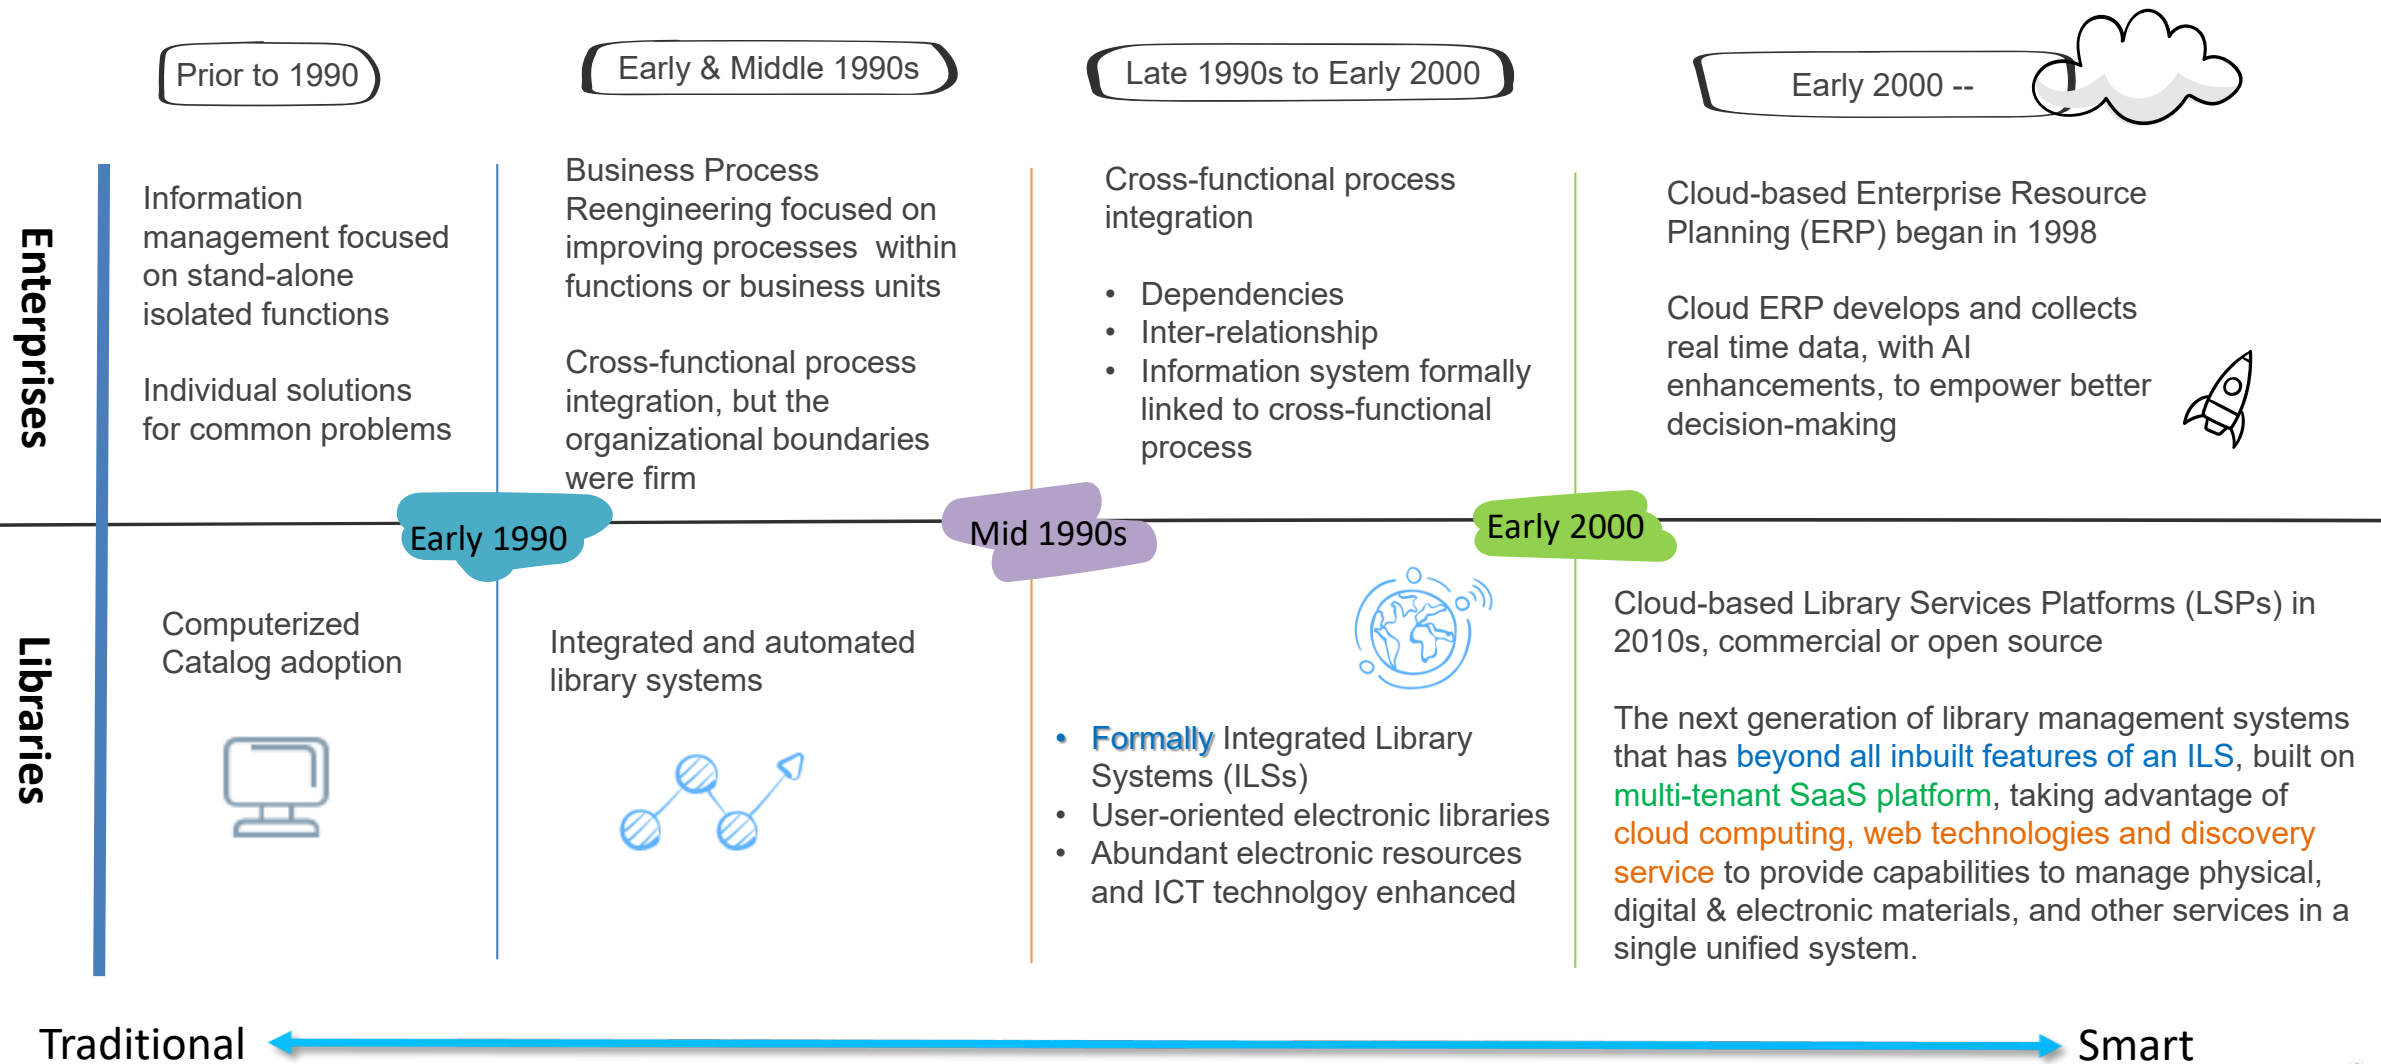 Prior to 1990
Early & Middle 1990s
Late 1990s to Early 2000
Early 2000 --
Enterprises
Information
management focused
on stand-alone
isolated functions
Individual solutions
for common problems
Business Process
Reengineering focused on
improving processes within
functions or business units
Cross-functional process
integration, but the
organizational boundaries
were firm
Cross-functional process
integration
• Dependencies
• Inter-relationship
• Information system formally
linked to cross-functional
process
Cloud-based Enterprise Resource
Planning (ERP) began in 1998
Cloud ERP develops and collects
real time data, with AI
enhancements, to empower better
decision-making
Early 1990
Mid 1990s
Early 2000
Libraries
Computerized
Catalog adoption
Integrated and automated
library systems
• Formally Integrated Library
Systems (ILSs)
• User-oriented electronic libraries
• Abundant electronic resources
and ICT technolgoy enhanced
Cloud-based Library Services Platforms (LSPs) in
2010s, commercial or open source
The next generation of library management systems
that has beyond all inbuilt features of an ILS, built on
multi-tenant SaaS platform, taking advantage of
cloud computing, web technologies and discovery
service to provide capabilities to manage physical,
digital & electronic materials, and other services in a
single unified system.
Traditional
Smart